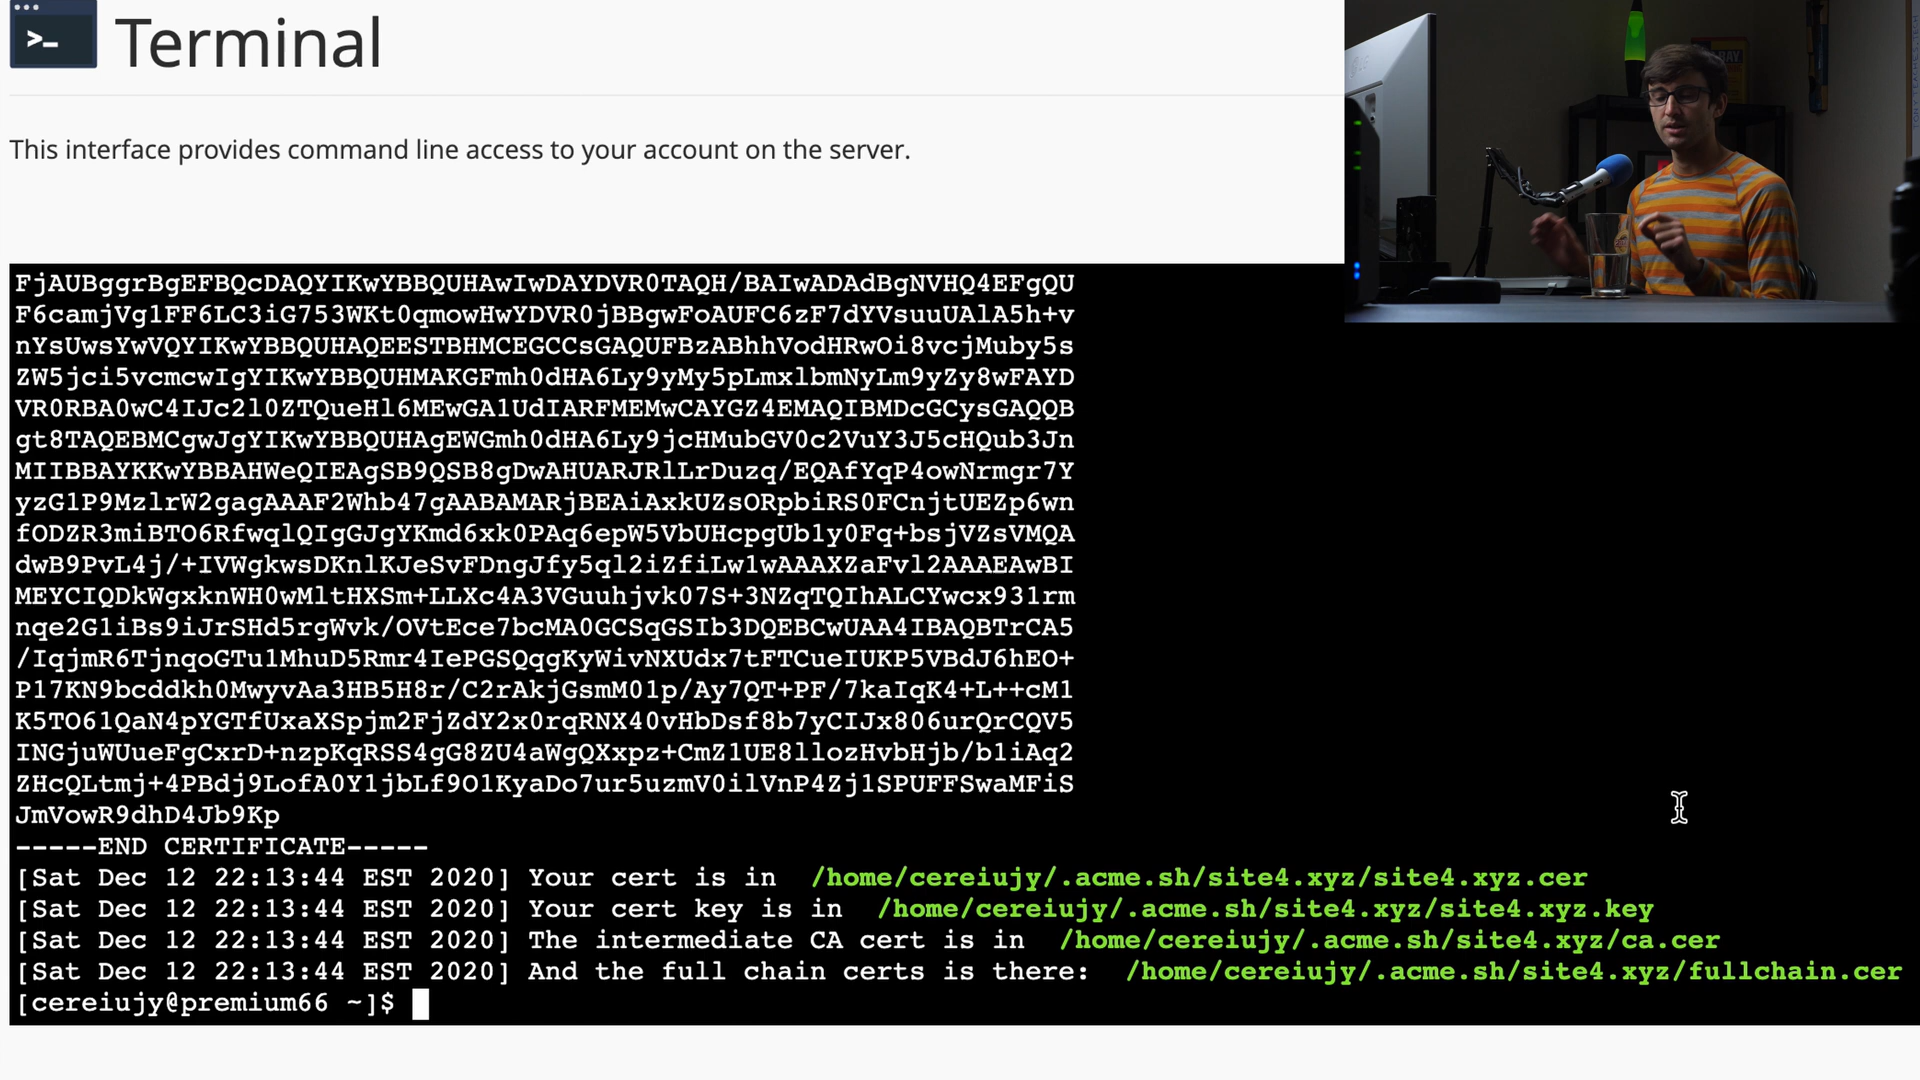 >_ Terminal
This interface provides command line access to your account on the server.
FjAUBggrBgEFBQcDAQYIKwYBBQUHAwIwDAYDVR0TAQH/BAIwADAdBgNVHQ4EFgQU
F6camjVg1FF6LC3iG753WKt0qmowHwYDVR0jBBgwFoAUFC6zF7dYVsuuUAlA5h+v
nYsUwsYwVQYIKwYBBQUHAQEESTBHMCEGCCsGAQUFBzABhhVodHRwOi8vcjMuby5s
ZW5jci5vcmcwIgYIKwYBBQUHMAKGFmh0dHA6Ly9yMy5pLmxlbmNyLm9yZy8wFAYD
VR0RBA0wC4IJc2l0ZTQueHl6MEwGA1UdIARFMEMwCAYGZ4EMAQIBMDcGCysGAQQB
gt8TAQEBMCgwJgYIKwYBBQUHAgEWGmh0dHA6Ly9jcHMubGV0c2VuY3J5cHQub3Jn
MIIBBAYKKwYBBAHWeQIEAgSB9QSB8gDwAHUARJRlLrDuzq/EQAfYqP4owNrmgr7Y
yzG1P9MzlrW2gagAAAF2Whb47gAABAMARjBEAiAxkUZsORpbiRS0FCnjtUEZp6wn
fODZR3miBTO6RfwqlQIgGJgYKmd6xk0PAq6epW5VbUHcpgUb1y0Fq+bsjVZsVMQA
dwB9PvL4j/+IVWgkwsDKnlKJeSvFDngJfy5ql2iZfiLw1wAAAXZaFvl2AAAEAwBI
MEYCIQDkWgxknWH0wMltHXSm+LLXc4A3VGuuhjvk07S+3NZqTQIhALCYwcx931rm
nqe2G1iBs9iJrSHd5rgWvk/OVtEce7bcMA0GCSqGSIb3DQEBCwUAA4IBAQBTrCA5
/IqjmR6TjnqoGTu1MhuD5Rmr4IePGSQqgKyWivNXUdx7tFTCueIUKP5VBdJ6hEO+
P17KN9bcddkh0MwyvAa3HB5H8r/C2rAkjGsmM01p/Ay7QT+PF/7kaIqK4+L++cM1
K5TO61QaN4pYGTfUxaXSpjm2FjZdY2x0rqRNX40vHbDsf8b7yCIJx806urQrCQV5
INGjuWUueFgCxrD+nzpKqRSS4gG8ZU4aWgQXxpz+CmZ1UE8llozHvbHjb/b1iAq2
ZHcQLtmj+4PBdj9LofA0Y1jbLf9O1KyaDo7ur5uzmV0ilVnP4Zj1SPUFFSwaMFiS
JmVowR9dhD4Jb9Kp
-----END CERTIFICATE-----
[Sat Dec 12 22:13:44 EST 2020] Your cert is in  /home/cereiujy/.acme.sh/site4.xyz/site4.xyz.cer
[Sat Dec 12 22:13:44 EST 2020] Your cert key is in  /home/cereiujy/.acme.sh/site4.xyz/site4.xyz.key
[Sat Dec 12 22:13:44 EST 2020] The intermediate CA cert is in  /home/cereiujy/.acme.sh/site4.xyz/ca.cer
[Sat Dec 12 22:13:44 EST 2020] And the full chain certs is there:  /home/cereiujy/.acme.sh/site4.xyz/fullchain.cer
[cereiujy@premium66 ~]$